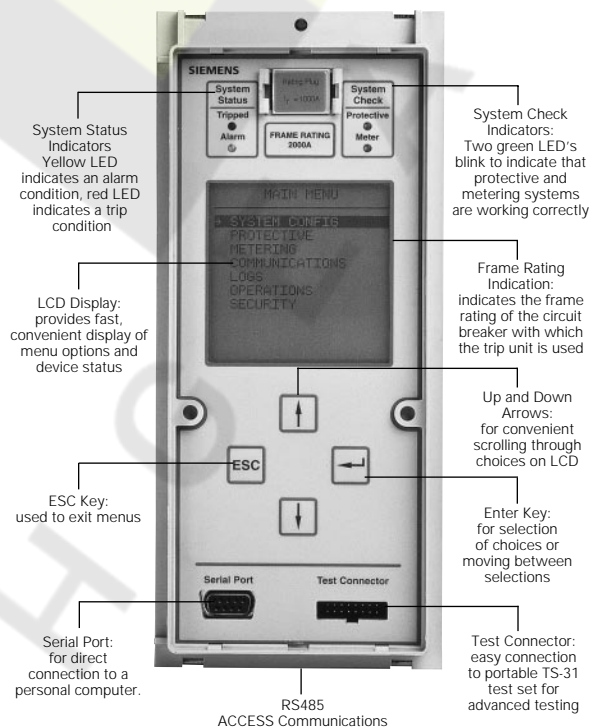 SIEMENS
Rating Plug
System
Status
Tripped
Alarm
FRAME RATING
2000A
System
Check
Protective
Meter
MAIN MENU
SYSTEM CONFIG
PROTECTIVE
METERING
COMMUNICATIONS
LOGS
OPERATIONS
SECURITY
ESC
Serial Port
Test Connector
System Status
Indicators
Yellow LED
indicates an alarm
condition, red LED
indicates a trip
condition
LCD Display:
provides fast,
convenient display of
menu options and
device status
ESC Key:
used to exit menus
Serial Port:
for direct
connection to a
personal computer.
System Check
Indicators:
Two green LED's
blink to indicate that
protective and
metering systems
are working correctly
Frame Rating
Indication:
indicates the frame
rating of the circuit
breaker with which
the trip unit is used
Up and Down
Arrows:
for convenient
scrolling through
choices on LCD
Enter Key:
for selection
of choices or
moving between
selections
Test Connector:
easy connection
to portable TS-31
test set for
advanced testing
RS485
ACCESS Communications